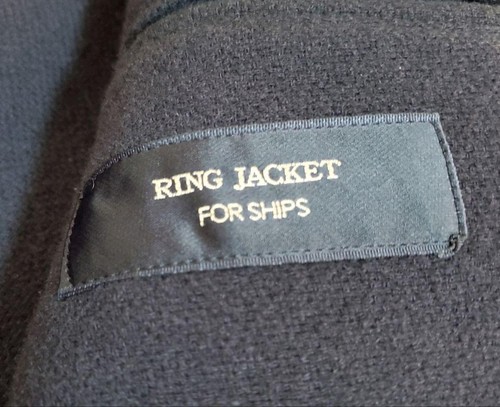 RING JACKET
FOR SHIPS